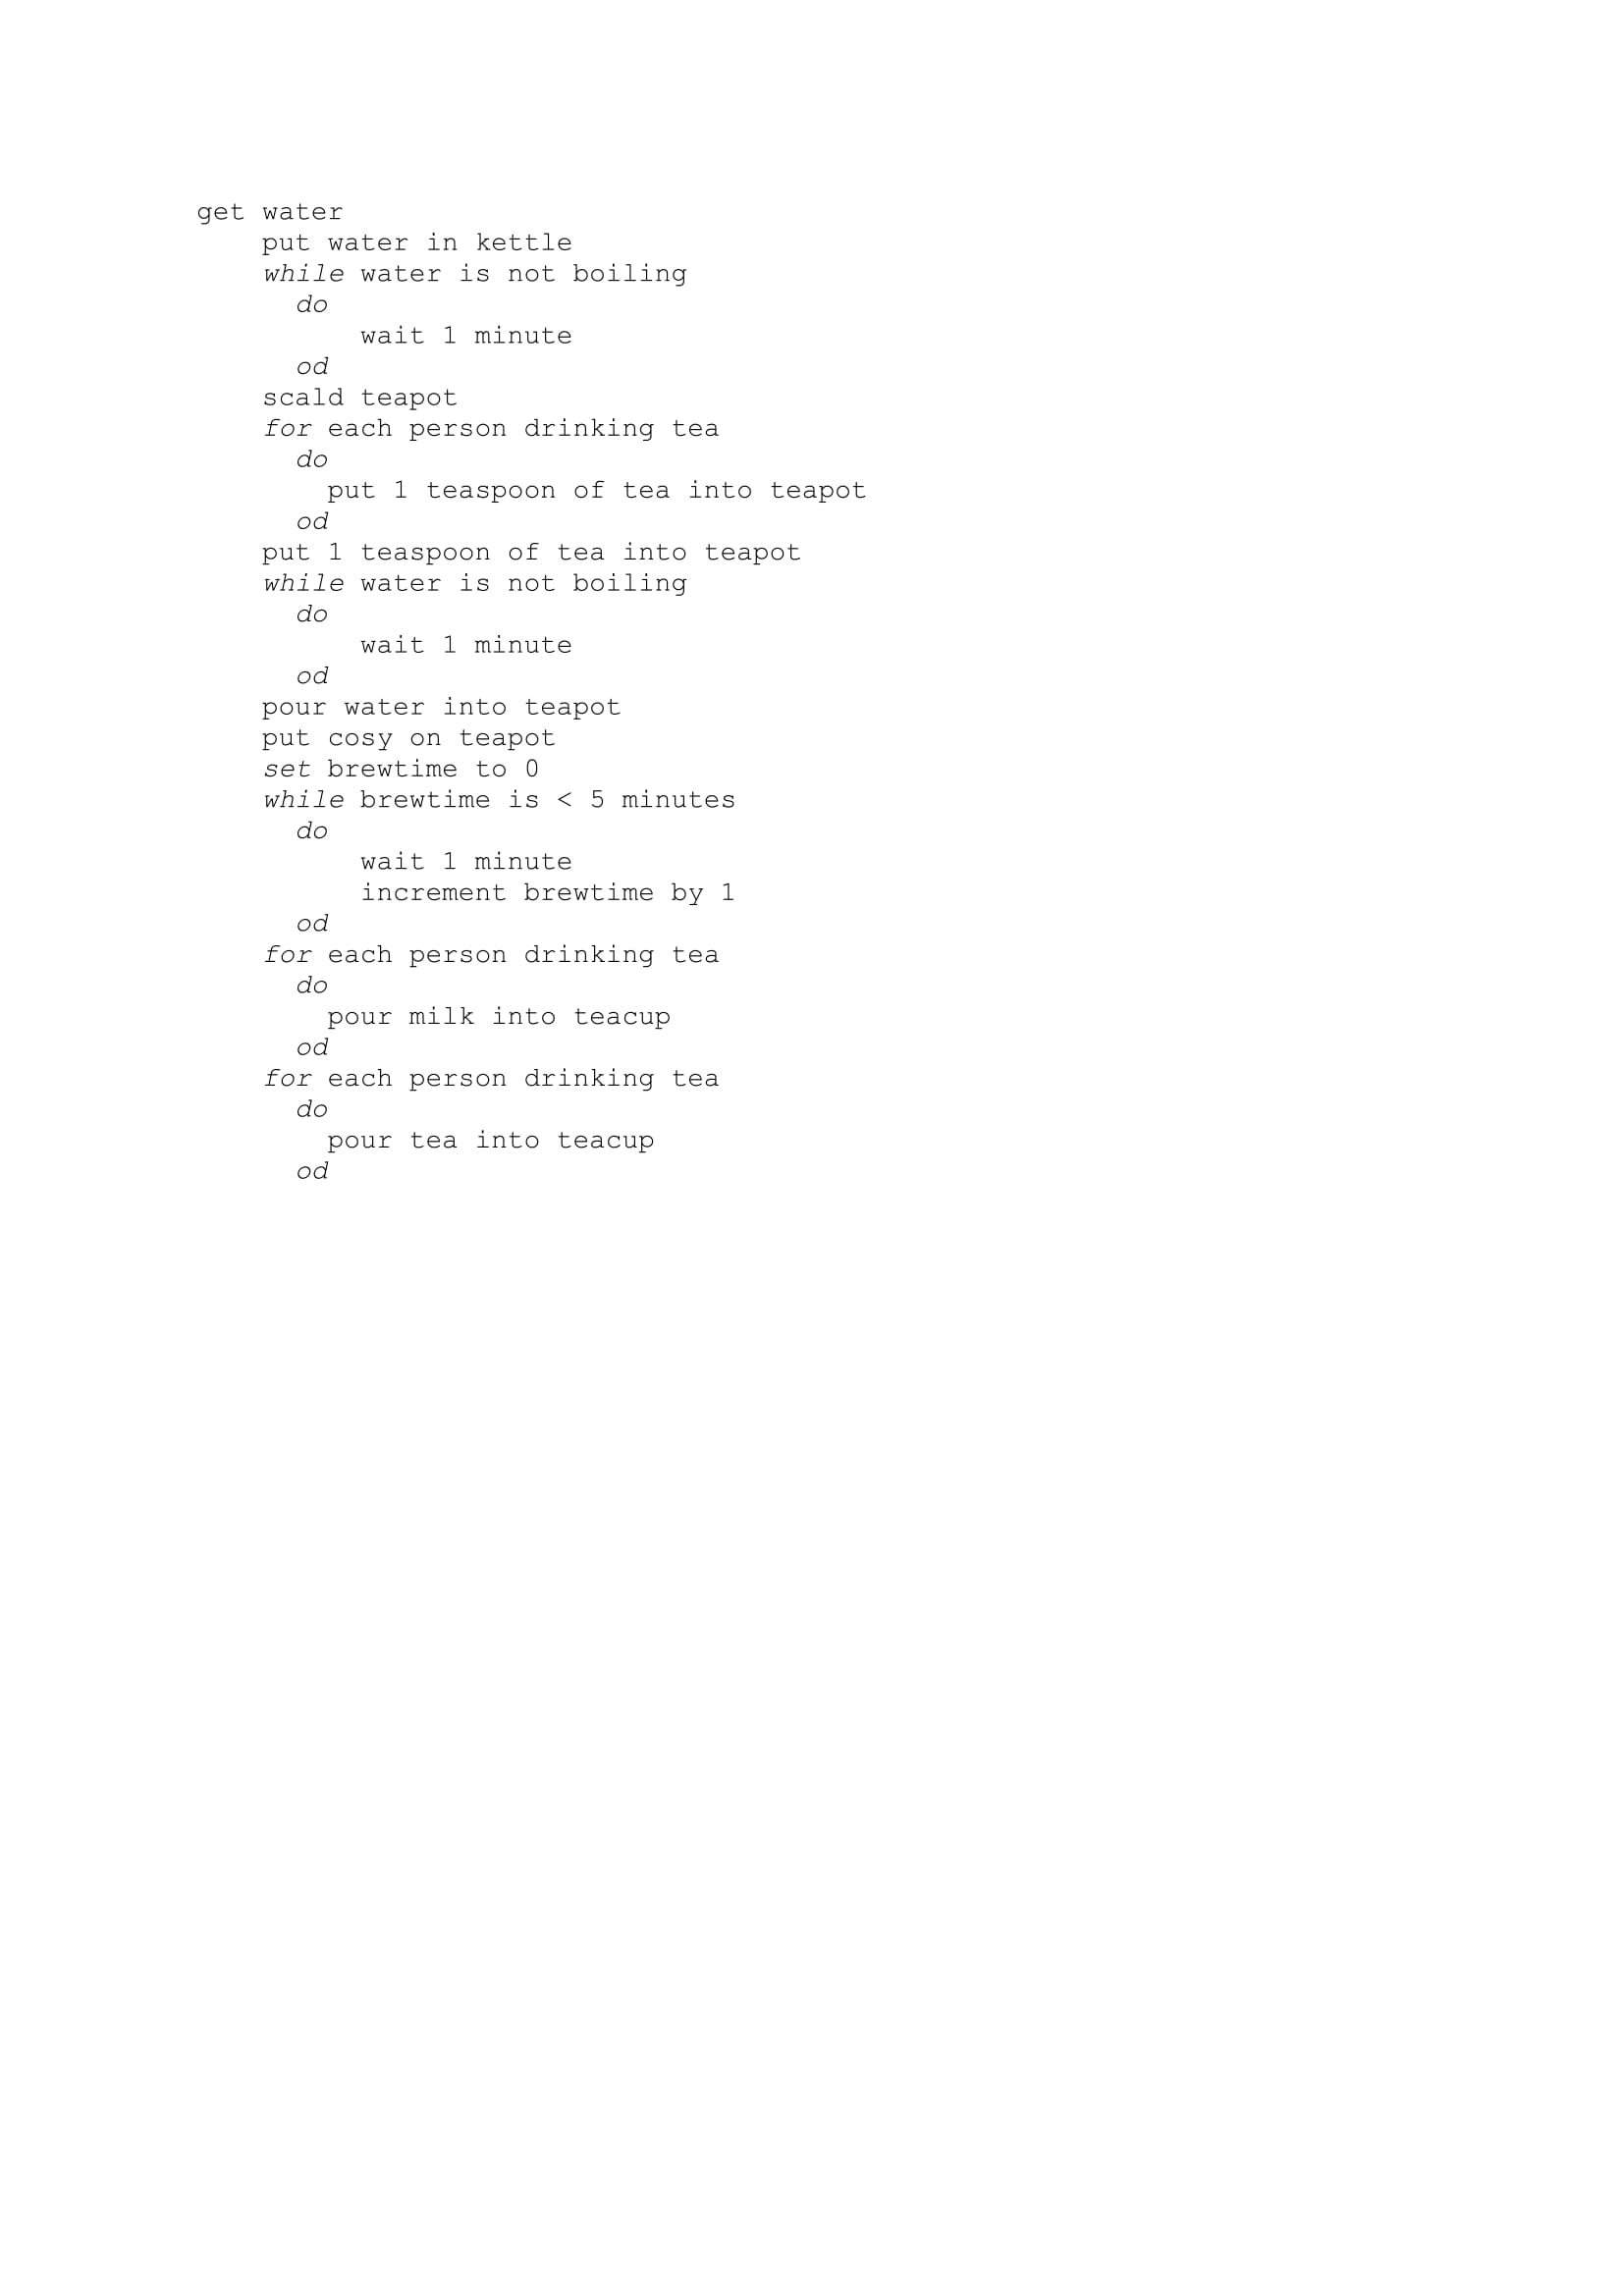 get water
    put water in kettle
    while water is not boiling
      do
          wait 1 minute
      od
    scald teapot
    for each person drinking tea
      do
        put 1 teaspoon of tea into teapot
      od
    put 1 teaspoon of tea into teapot
    while water is not boiling
      do
          wait 1 minute
      od
    pour water into teapot
    put cosy on teapot
    set brewtime to 0
    while brewtime is < 5 minutes
      do
          wait 1 minute
          increment brewtime by 1
      od
    for each person drinking tea
      do
        pour milk into teacup
      od
    for each person drinking tea
      do
        pour tea into teacup
      od